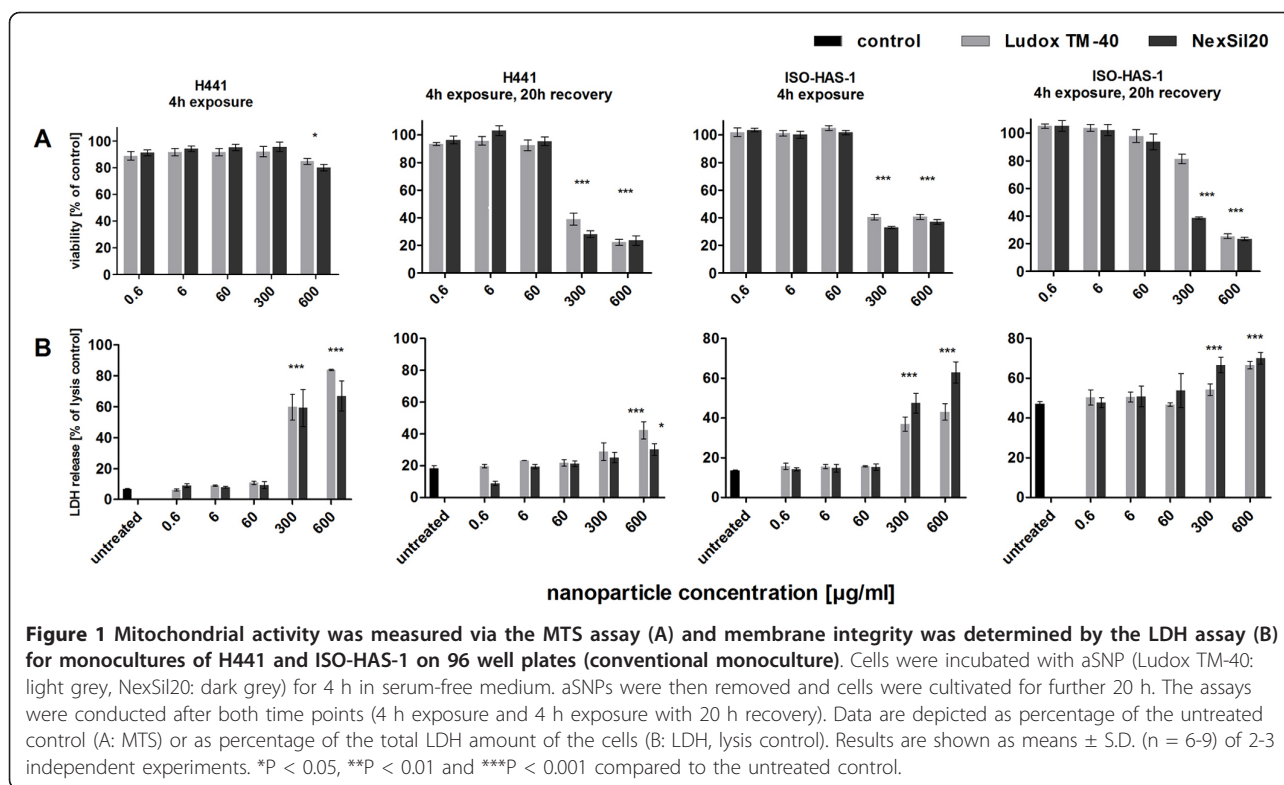 control Ludox TM-40 NexSil20
H441
4h exposure
H441
4h exposure, 20h recovery
ISO-HAS-1
4h exposure
ISO-HAS-1
4h exposure, 20h recovery
A
viability [% of control]
100
80
60
40
20
0
*
0.6 6 60 300 600
100
80
60
40
20
0
*** ***
0.6 6 60 300 600
100
80
60
40
20
0
*** ***
0.6 6 60 300 600
100
80
60
40
20
0
*** ***
0.6 6 60 300 600
B
LDH release [% of lysis control]
100
80
60
40
20
0
*** ***
untreated 0.6 6 60 300 600
100
80
60
40
20
0
*** *
untreated 0.6 6 60 300 600
80
60
40
20
0
*** ***
untreated 0.6 6 60 300 600
80
60
40
20
0
*** ***
untreated 0.6 6 60 300 600
nanoparticle concentration [µg/ml]
Figure 1 Mitochondrial activity was measured via the MTS assay (A) and membrane integrity was determined by the LDH assay (B)
for monocultures of H441 and ISO-HAS-1 on 96 well plates (conventional monoculture). Cells were incubated with aSNP (Ludox TM-40:
light grey, NexSil20: dark grey) for 4 h in serum-free medium. aSNPs were then removed and cells were cultivated for further 20 h. The assays
were conducted after both time points (4 h exposure and 4 h exposure with 20 h recovery). Data are depicted as percentage of the untreated
control (A: MTS) or as percentage of the total LDH amount of the cells (B: LDH, lysis control). Results are shown as means ± S.D. (n = 6-9) of 2-3
independent experiments. *P < 0.05, **P < 0.01 and ***P < 0.001 compared to the untreated control.